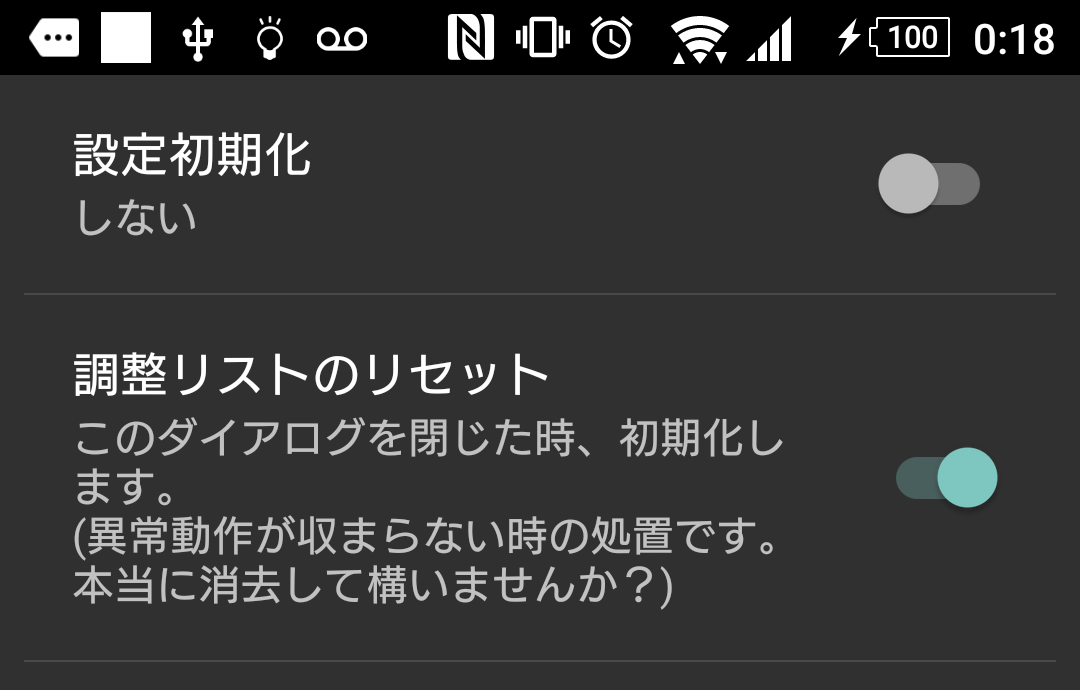 100 0:18
設定初期化
しない
調整リストのリセット
このダイアログを閉じた時、初期化し
ます。
(異常動作が収まらない時の処置です。
本当に消去して構いませんか？)